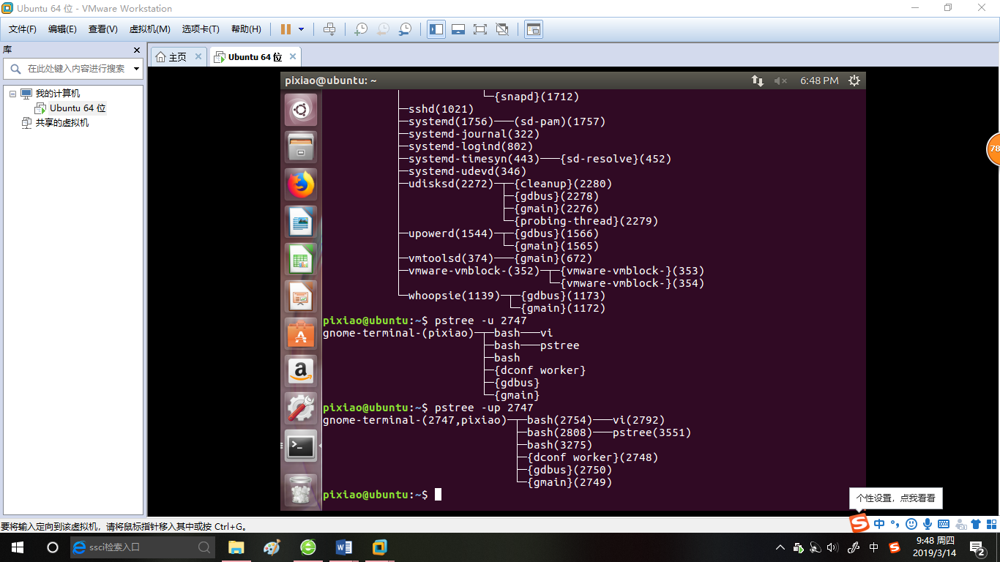 Ubuntu 64 位 - VMware Workstation
文件(F) 编辑(E) 查看(V) 虚拟机(M) 选项卡(T) 帮助(H)
库
主页 Ubuntu 64 位
在此处键入内容进行搜索
我的计算机
Ubuntu 64 位
共享的虚拟机
pixiao@ubuntu: ~ 6:48 PM
{snapd}(1712)
sshd(1021)
systemd(1756)───(sd-pam)(1757)
systemd-journal(322)
systemd-logind(802)
systemd-timesyn(443)───{sd-resolve}(452)
systemd-udevd(346)
udisksd(2272)─┬─{cleanup}(2280)
├─{gdbus}(2278)
├─{gmain}(2276)
└─{probing-thread}(2279)
upowerd(1544)─┬─{gdbus}(1566)
└─{gmain}(1565)
vmtoolsd(374)───{gmain}(672)
vmware-vmblock-(352)─┬─{vmware-vmblock-}(353)
└─{vmware-vmblock-}(354)
whoopsie(1139)─┬─{gdbus}(1173)
└─{gmain}(1172)
pixiao@ubuntu:~$ pstree -u 2747
gnome-terminal-(pixiao)─┬─bash───vi
├─bash───pstree
├─bash
├─{dconf worker}
├─{gdbus}
└─{gmain}
pixiao@ubuntu:~$ pstree -up 2747
gnome-terminal-(2747,pixiao)─┬─bash(2754)───vi(2792)
├─bash(2808)───pstree(3551)
├─bash(3275)
├─{dconf worker}(2748)
├─{gdbus}(2750)
└─{gmain}(2749)
pixiao@ubuntu:~$
78
个性设置，点我看看
要将输入定向到该虚拟机，请将鼠标指针移入其中或按 Ctrl+G。
中
ssci检索入口
中
9:48 周四
2019/3/14
2